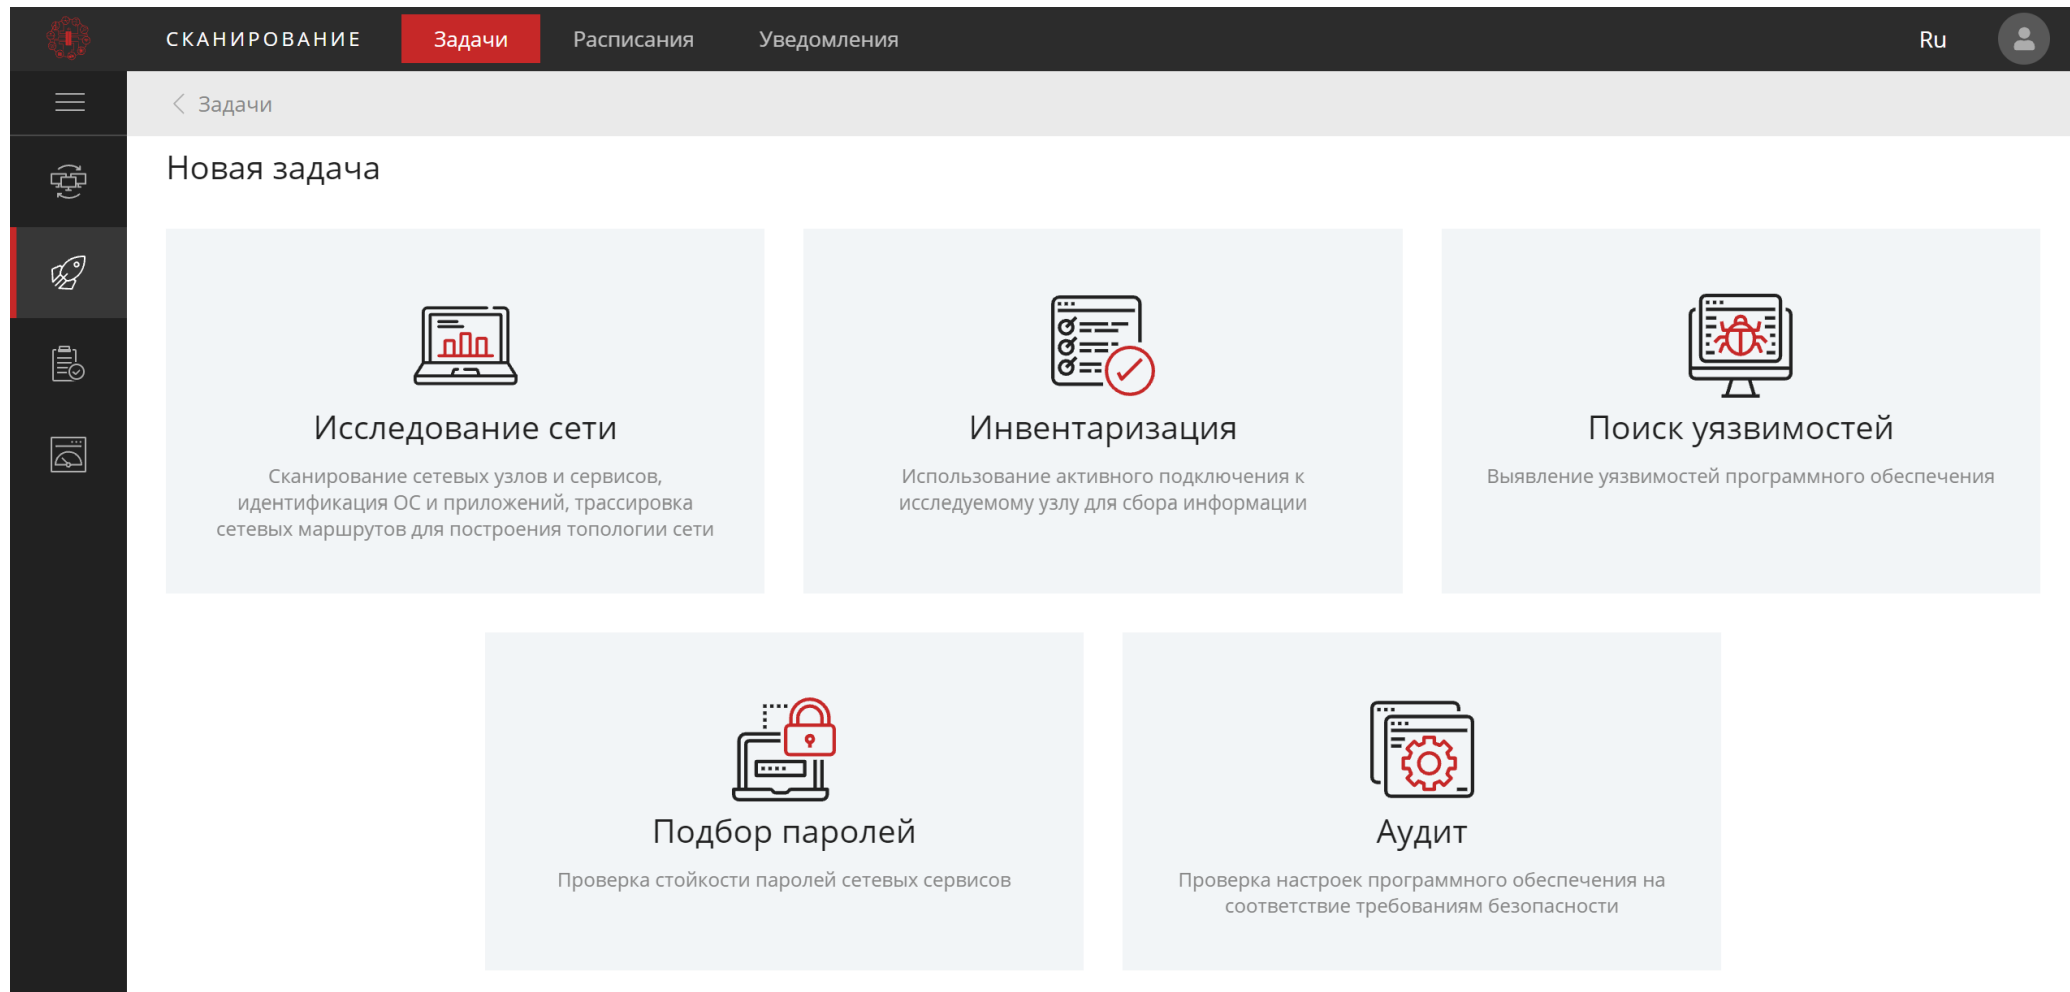 СКАНИРОВАНИЕ Задачи Расписания Уведомления Ru
Задачи
Новая задача
Исследование сети
Сканирование сетевых узлов и сервисов,
идентификация ОС и приложений, трассировка
сетевых маршрутов для построения топологии сети
Инвентаризация
Использование активного подключения к
исследуемому узлу для сбора информации
Поиск уязвимостей
Выявление уязвимостей программного обеспечения
Подбор паролей
Проверка стойкости паролей сетевых сервисов
Аудит
Проверка настроек программного обеспечения на
соответствие требованиям безопасности